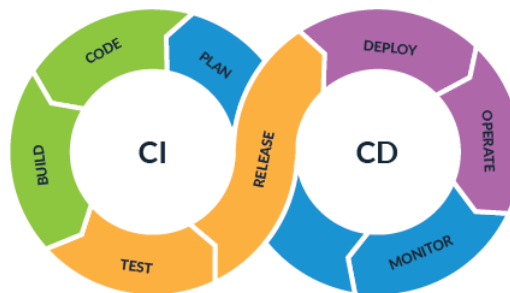 CODE
PLAN
BUILD
CI
TEST
RELEASE
DEPLOY
OPERATE
CD
MONITOR